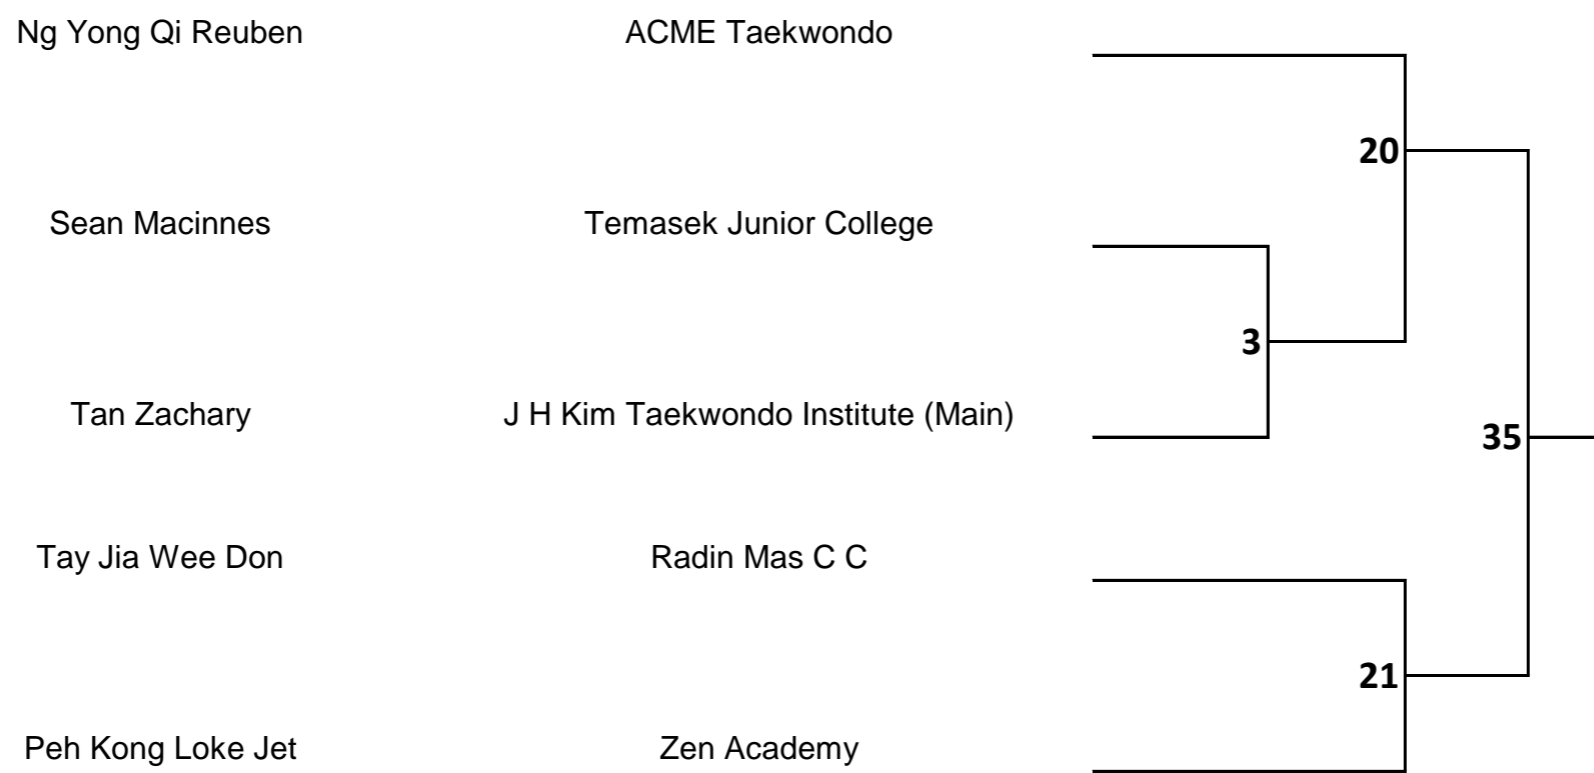 Ng Yong Qi Reuben ACME Taekwondo
20
Sean Macinnes Temasek Junior College
3
Tan Zachary J H Kim Taekwondo Institute (Main)
35
Tay Jia Wee Don Radin Mas C C
21
Peh Kong Loke Jet Zen Academy